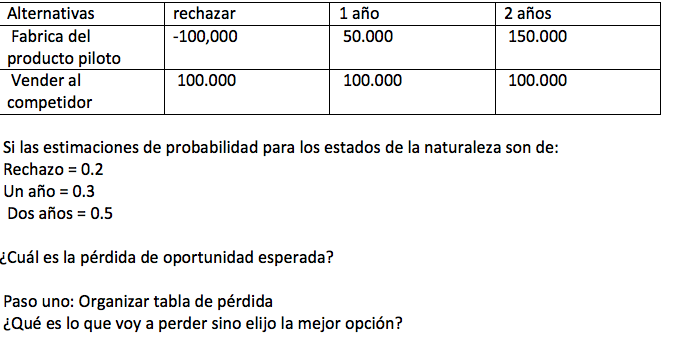 Alternativas rechazar 1 año 2 años
Fabrica del -100,000 50.000 150.000
producto piloto
Vender al 100.000 100.000 100.000
competidor
Si las estimaciones de probabilidad para los estados de la naturaleza son de:
Rechazo = 0.2
Un año = 0.3
Dos años = 0.5
¿Cuál es la pérdida de oportunidad esperada?
Paso uno: Organizar tabla de pérdida
¿Qué es lo que voy a perder sino elijo la mejor opción?